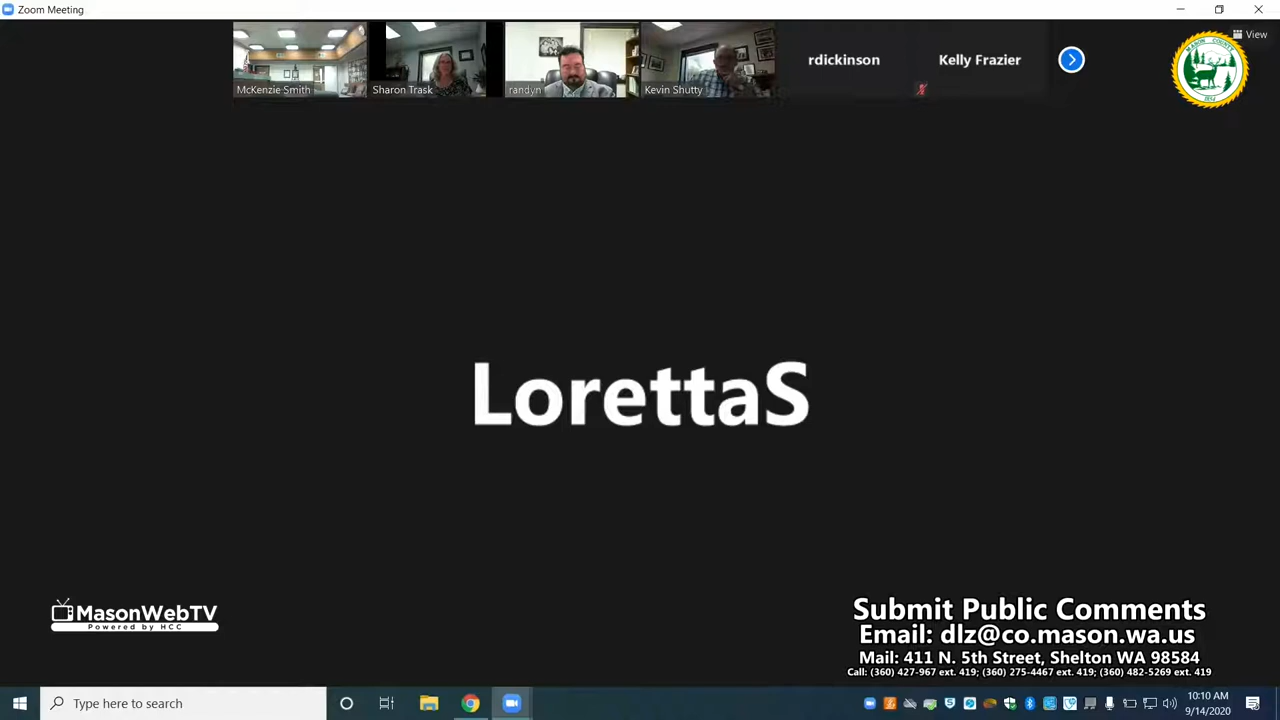 Zoom Meeting
View
McKenzie Smith
Sharon Trask
randyn
Kevin Shutty
rdickinson
Kelly Frazier
MASON COUNTY
1854
LorettaS
MasonWebTV
Powered by HCC
Submit Public Comments
Email: dlz@co.mason.wa.us
Mail: 411 N. 5th Street, Shelton WA 98584
Call: (360) 427-967 ext. 419; (360) 275-4467 ext. 419; (360) 482-5269 ext. 419
Type here to search
10:10 AM
9/14/2020